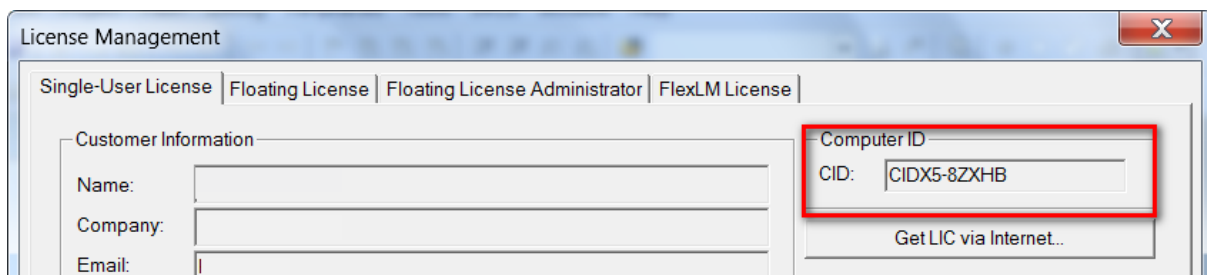 License Management
Single-User License
Floating License
Floating License Administrator
FlexLM License
Customer Information
Name:
Company:
Email:
Computer ID
CID:
CIDX5-8ZXHB
Get LIC via Internet...